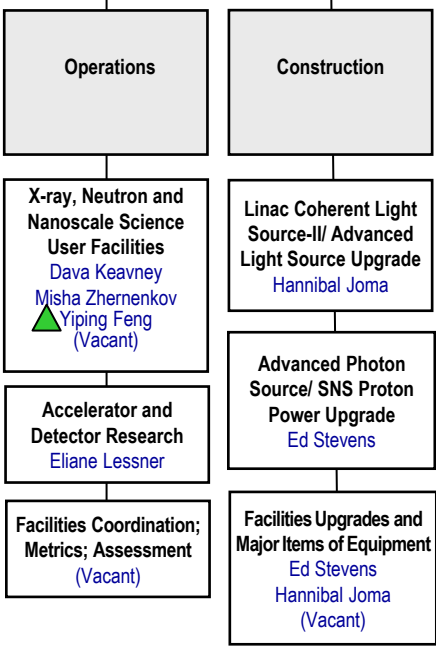 Operations
X-ray, Neutron and
Nanoscale Science
User Facilities
Dava Keavney
Misha Zhernenkov
Yiping Feng
(Vacant)
Accelerator and
Detector Research
Eliane Lessner
Facilities Coordination;
Metrics; Assessment
(Vacant)
Construction
Linac Coherent Light
Source-II/ Advanced
Light Source Upgrade
Hannibal Joma
Advanced Photon
Source/ SNS Proton
Power Upgrade
Ed Stevens
Facilities Upgrades and
Major Items of Equipment
Ed Stevens
Hannibal Joma
(Vacant)